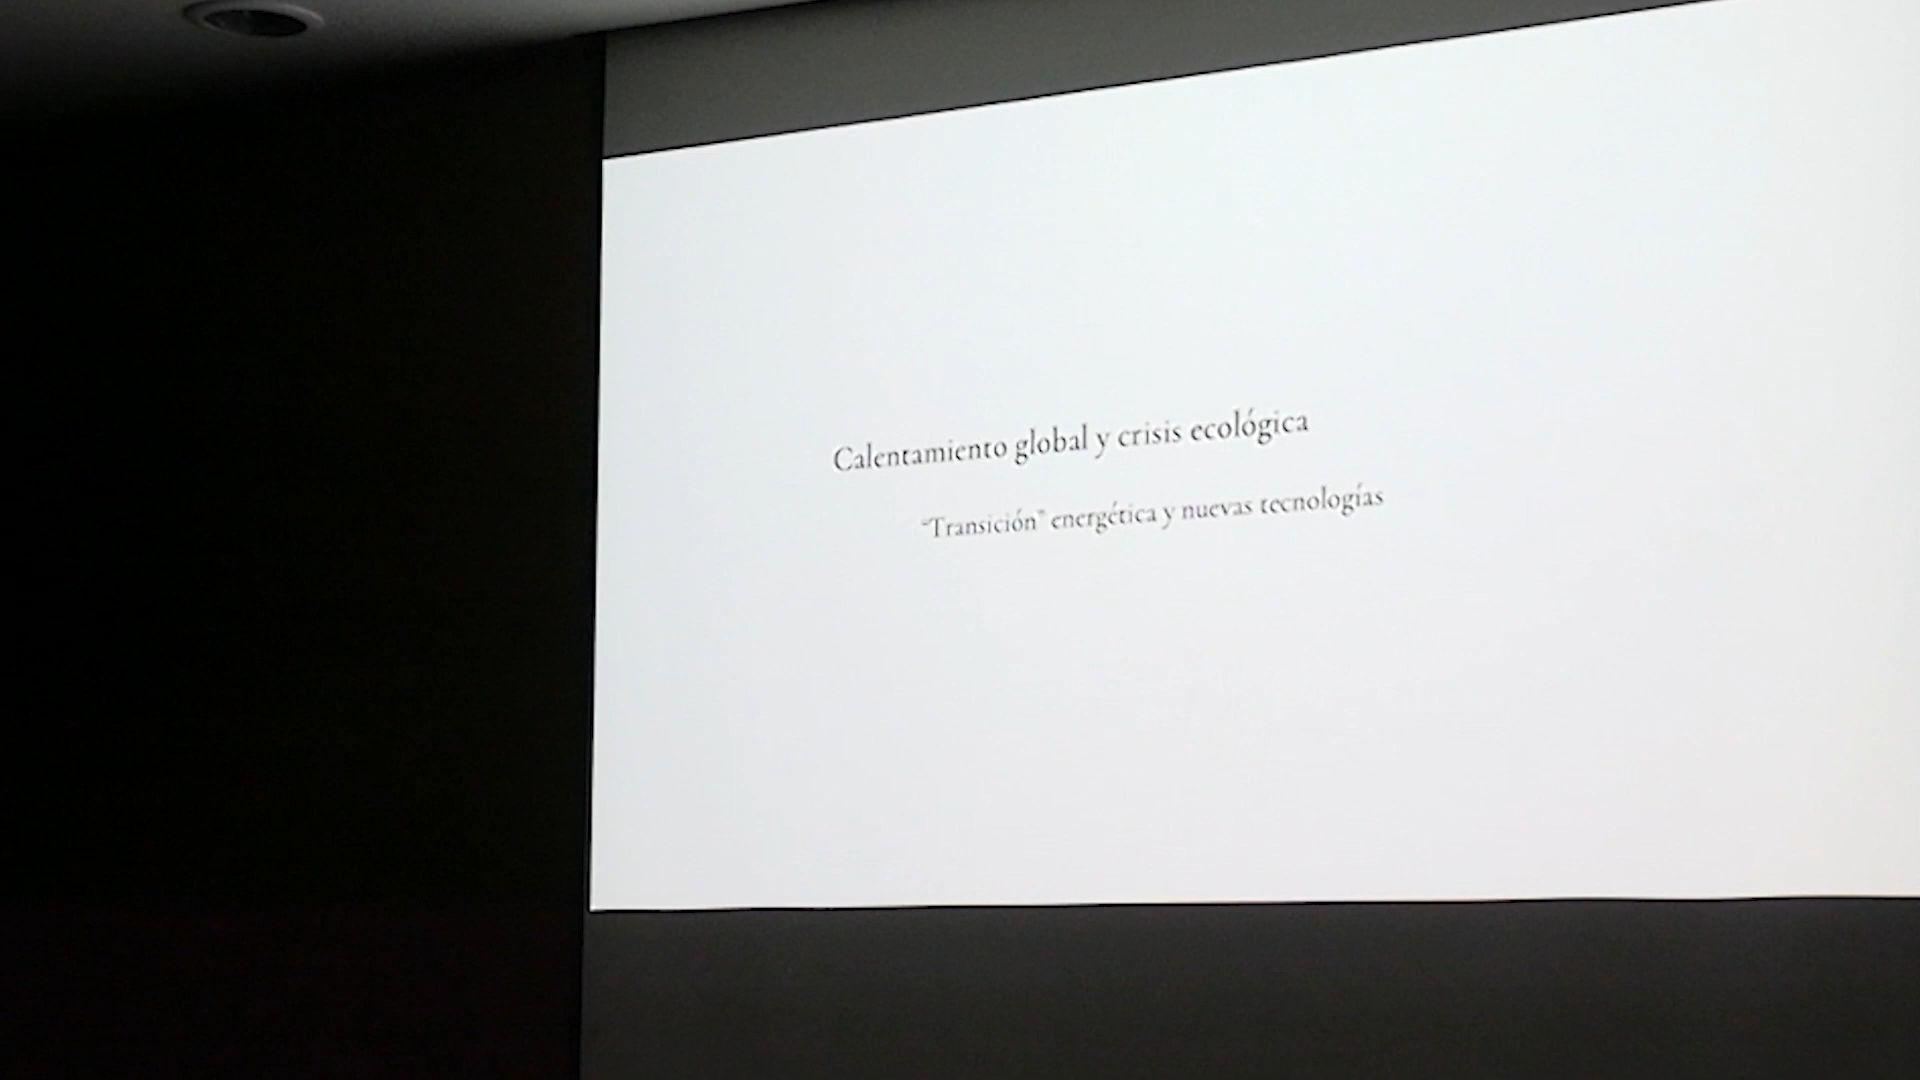 Calentamiento global y crisis ecológica
“Transición” energética y nuevas tecnologías